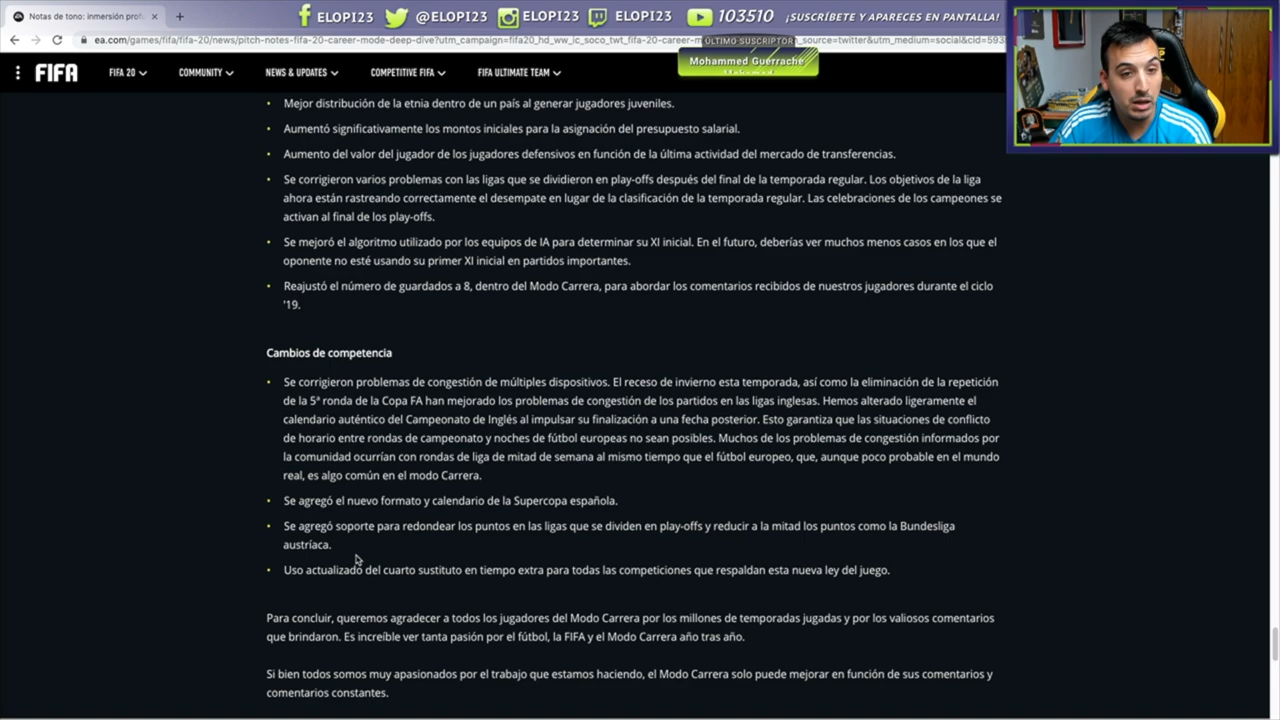 Notas de tono: inmersión prof
ELOPI23
@ELOPI23
ELOPI23
ELOPI23
103510
¡SUSCRÍBETE Y APARECES EN PANTALLA!
ea.com/games/fifa/fifa-20/news/pitch-notes-fifa-20-career-mode-deep-dive?utm_campaign=fifa20_hd_ww_ic_soco_twt_fifa-20-career-m
_source=twitter&utm_medium=social&cid=593
ÚLTIMO SUSCRIPTOR
Mohammed Guerrache
FIFA
FIFA 20
COMMUNITY
NEWS & UPDATES
COMPETITIVE FIFA
FIFA ULTIMATE TEAM
• Mejor distribución de la etnia dentro de un país al generar jugadores juveniles.
• Aumentó significativamente los montos iniciales para la asignación del presupuesto salarial.
• Aumento del valor del jugador de los jugadores defensivos en función de la última actividad del mercado de transferencias.
• Se corrigieron varios problemas con las ligas que se dividieron en play-offs después del final de la temporada regular. Los objetivos de la liga
ahora están rastreando correctamente el desempate en lugar de la clasificación de la temporada regular. Las celebraciones de los campeones se
activan al final de los play-offs.
• Se mejoró el algoritmo utilizado por los equipos de IA para determinar su XI inicial. En el futuro, deberías ver muchos menos casos en los que el
oponente no esté usando su primer XI inicial en partidos importantes.
• Reajustó el número de guardados a 8, dentro del Modo Carrera, para abordar los comentarios recibidos de nuestros jugadores durante el ciclo
'19.
Cambios de competencia
• Se corrigieron problemas de congestión de múltiples dispositivos. El receso de invierno esta temporada, así como la eliminación de la repetición
de la 5ª ronda de la Copa FA han mejorado los problemas de congestión de los partidos en las ligas inglesas. Hemos alterado ligeramente el
calendario auténtico del Campeonato de Inglés al impulsar su finalización a una fecha posterior. Esto garantiza que las situaciones de conflicto
de horario entre rondas de campeonato y noches de fútbol europeas no sean posibles. Muchos de los problemas de congestión informados por
la comunidad ocurrían con rondas de liga de mitad de semana al mismo tiempo que el fútbol europeo, que, aunque poco probable en el mundo
real, es algo común en el modo Carrera.
• Se agregó el nuevo formato y calendario de la Supercopa española.
• Se agregó soporte para redondear los puntos en las ligas que se dividen en play-offs y reducir a la mitad los puntos como la Bundesliga
austríaca.
• Uso actualizado del cuarto sustituto en tiempo extra para todas las competiciones que respaldan esta nueva ley del juego.
Para concluir, queremos agradecer a todos los jugadores del Modo Carrera por los millones de temporadas jugadas y por los valiosos comentarios
que brindaron. Es increíble ver tanta pasión por el fútbol, la FIFA y el Modo Carrera año tras año.
Si bien todos somos muy apasionados por el trabajo que estamos haciendo, el Modo Carrera solo puede mejorar en función de sus comentarios y
comentarios constantes.